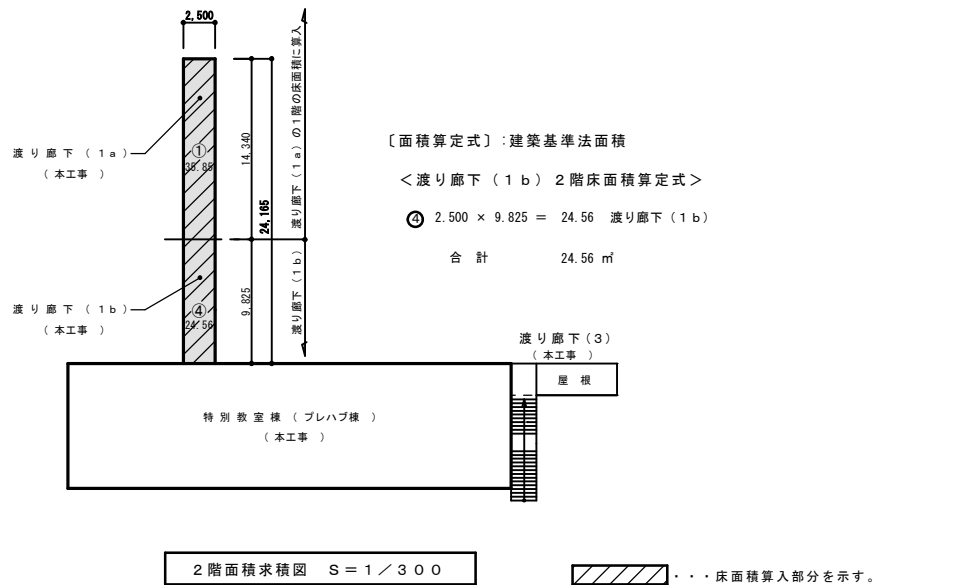 2,500
渡り廊下（1a）の1階の床面積に算入
14.340
24,165
渡り廊下（1a）
（本工事）
①
35.85
〔面積算定式〕:建築基準法面積
＜渡り廊下（1b）2階床面積算定式＞
④ 2.500 × 9.825 ＝ 24.56 渡り廊下（1b）
合計 24.56 ㎡
渡り廊下（1b）
9.825
渡り廊下（1b）
（本工事）
④
24.56
渡り廊下(3)
（本工事）
屋根
特別教室棟（プレハブ棟）
（本工事）
2階面積求積図 S＝1／300
・・・床面積算入部分を示す。